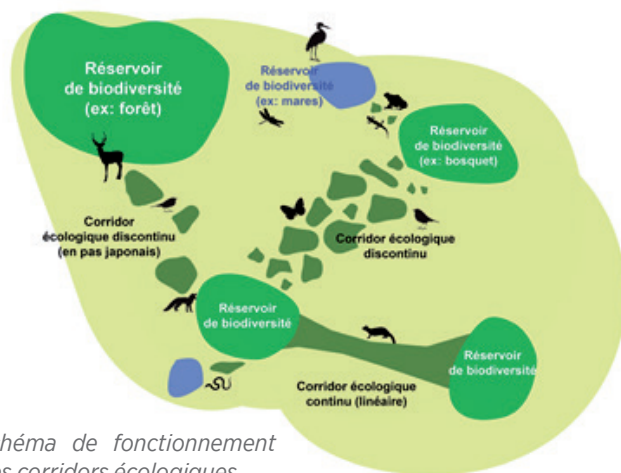 Réservoir
de biodiversité
(ex: forêt)
Réservoir
de biodiversité
(ex: mares)
Réservoir
de biodiversité
(ex: bosquet)
Corridor
écologique discontinu
(en pas japonais)
Corridor écologique
discontinu
Réservoir
de biodiversité
Réservoir
de biodiversité
Corridor écologique
continu (linéaire)
héma de fonctionnement
es corridors écologiques